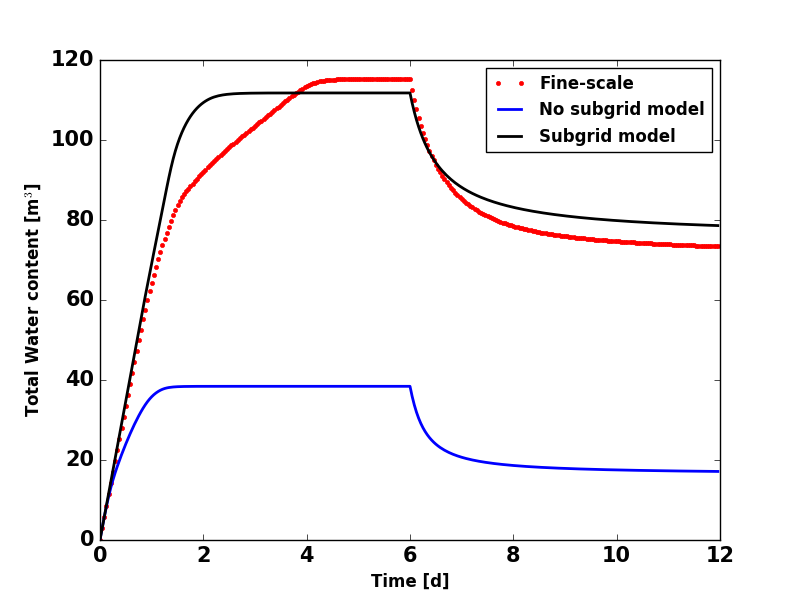 120
100
80
60
40
20
0
0 2 4 6 8 10 12
Total Water content [m³]
Time [d]
Fine-scale
No subgrid model
Subgrid model